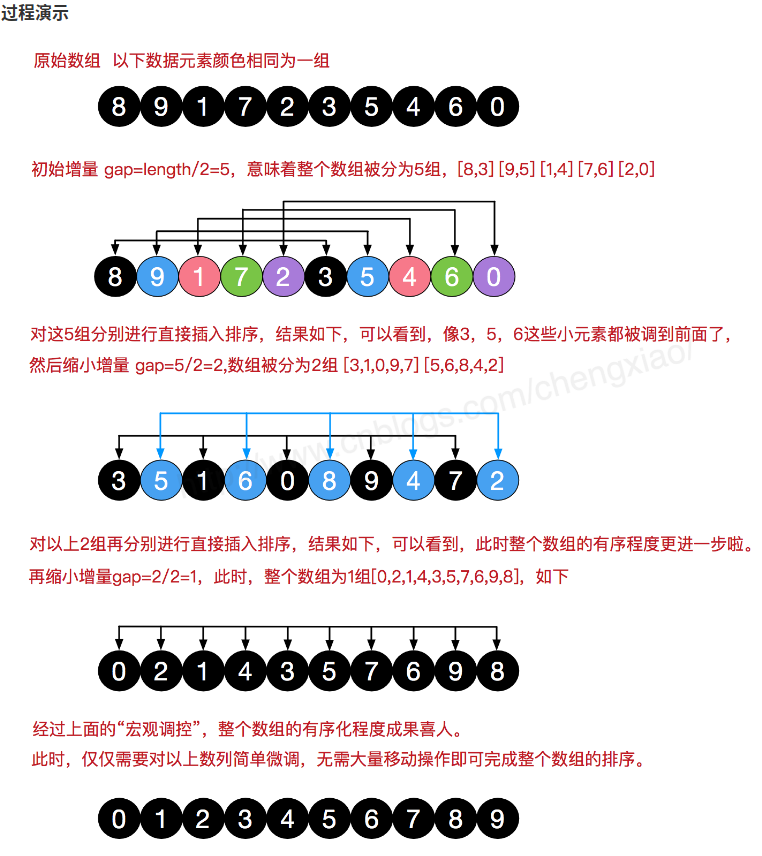 过程演示
原始数组 以下数据元素颜色相同为一组
8 9 1 7 2 3 5 4 6 0
初始增量 gap=length/2=5，意味着整个数组被分为5组，[8,3][9,5][1,4][7,6][2,0]
8 9 1 7 2 3 5 4 6 0
对这5组分别进行直接插入排序，结果如下，可以看到，像3，5，6这些小元素都被调到前面了，
然后缩小增量 gap=5/2=2,数组被分为2组 [3,1,0,9,7][5,6,8,4,2]
www.cnblogs.com/chengxiao/
3 5 1 6 0 8 9 4 7 2
对以上2组再分别进行直接插入排序，结果如下，可以看到，此时整个数组的有序程度更进一步啦。
再缩小增量gap=2/2=1，此时，整个数组为1组[0,2,1,4,3,5,7,6,9,8]，如下
0 2 1 4 3 5 7 6 9 8
经过上面的“宏观调控”，整个数组的有序化程度成果喜人。
此时，仅仅需要对以上数列简单微调，无需大量移动操作即可完成整个数组的排序。
0 1 2 3 4 5 6 7 8 9